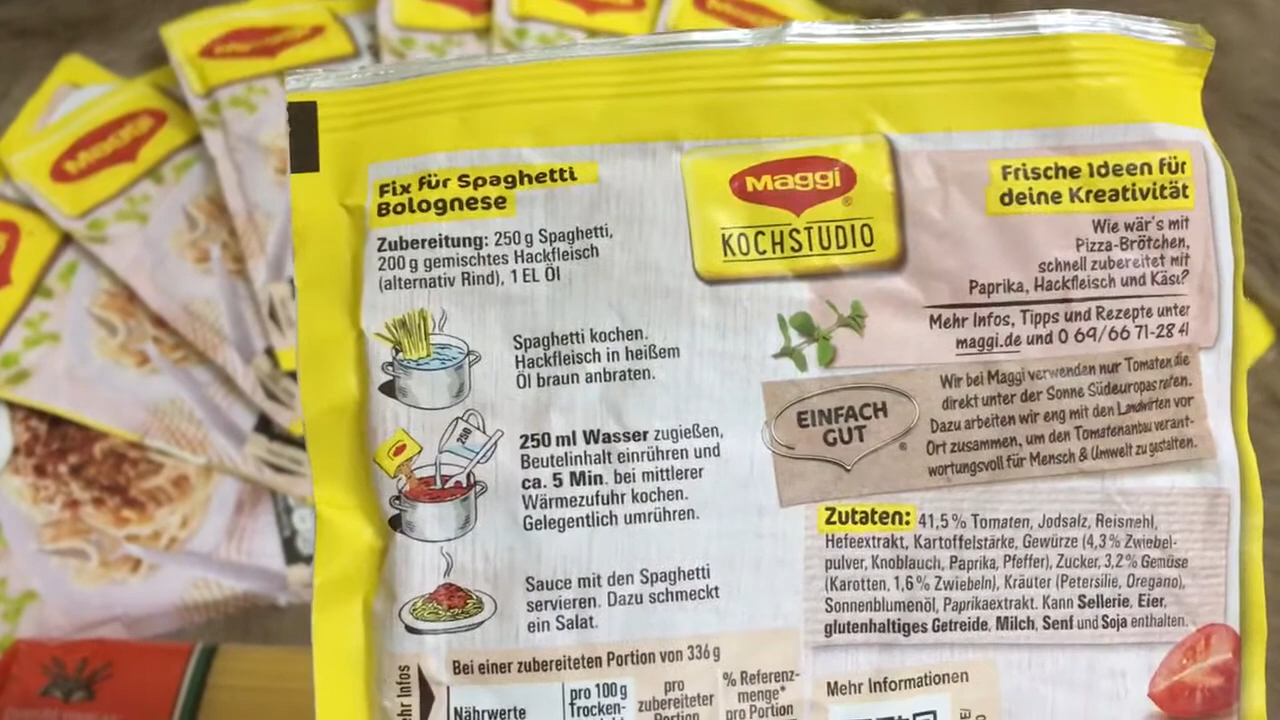 Maggi
Maggi
Fix für Spaghetti
Bolognese
Zubereitung: 250 g Spaghetti,
200 g gemischtes Hackfleisch
(alternativ Rind), 1 EL Öl
Spaghetti kochen.
Hackfleisch in heißem
Öl braun anbraten.
250
250 ml Wasser zugießen,
Beutelinhalt einrühren und
ca. 5 Min. bei mittlerer
Wärmezufuhr kochen.
Gelegentlich umrühren.
Sauce mit den Spaghetti
servieren. Dazu schmeckt
ein Salat.
Bei einer zubereiteten Portion von 336 g
Nährwerte
pro 100 g
Trocken-
pro
zubereiteter
Portion
% Referenz-
menge*
pro Portion
hr Infos
Maggi
®
KOCHSTUDIO
Frische Ideen für
deine Kreativität
Wie wär's mit
Pizza-Brötchen,
schnell zubereitet mit
Paprika, Hackfleisch und Käse?
Mehr Infos, Tipps und Rezepte unter
maggi.de und 0 69/66 71-28 41
EINFACH
GUT
®
Wir bei Maggi verwenden nur Tomaten die
direkt unter der Sonne Südeuropas reifen.
Dazu arbeiten wir eng mit den Landwirten vor
Ort zusammen, um den Tomatenanbau verant-
wortungsvoll für Mensch & Umwelt zu gestalten.
Zutaten: 41,5 % Tomaten, Jodsalz, Reismehl,
Hefeextrakt, Kartoffelstärke, Gewürze (4,3 % Zwiebel-
pulver, Knoblauch, Paprika, Pfeffer), Zucker, 3,2 % Gemüse
(Karotten, 1,6 % Zwiebeln), Kräuter (Petersilie, Oregano),
Sonnenblumenöl, Paprikaextrakt. Kann Sellerie, Eier,
glutenhaltiges Getreide, Milch, Senf und Soja enthalten.
Mehr Informationen